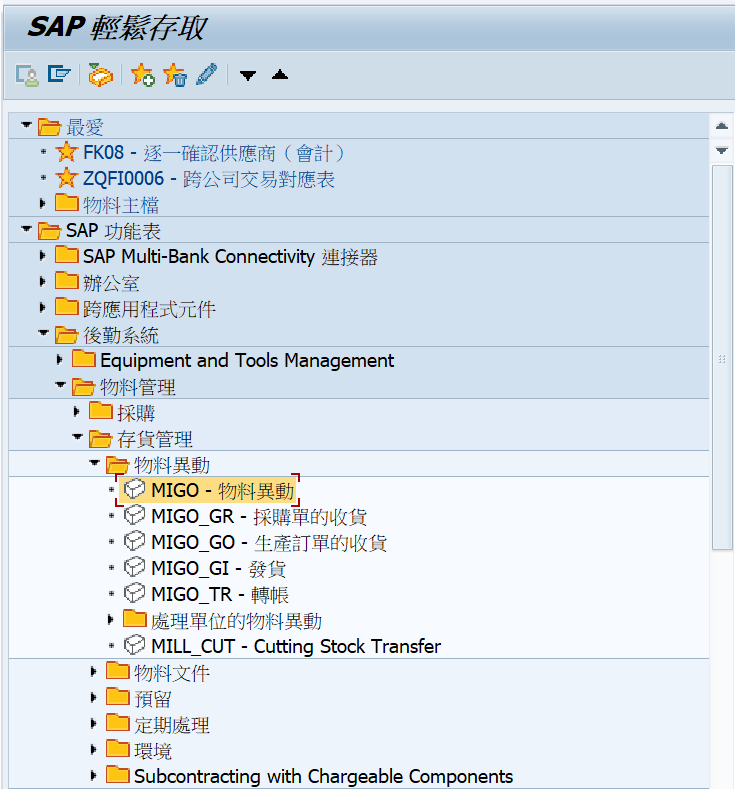 SAP 輕鬆存取
最愛
FK08 - 逐一確認供應商（會計）
ZQFI0006 - 跨公司交易對應表
物料主檔
SAP 功能表
SAP Multi-Bank Connectivity 連接器
辦公室
跨應用程式元件
後勤系統
Equipment and Tools Management
物料管理
採購
存貨管理
物料異動
MIGO - 物料異動
MIGO_GR - 採購單的收貨
MIGO_GO - 生產訂單的收貨
MIGO_GI - 發貨
MIGO_TR - 轉帳
處理單位的物料異動
MILL_CUT - Cutting Stock Transfer
物料文件
預留
定期處理
環境
Subcontracting with Chargeable Components